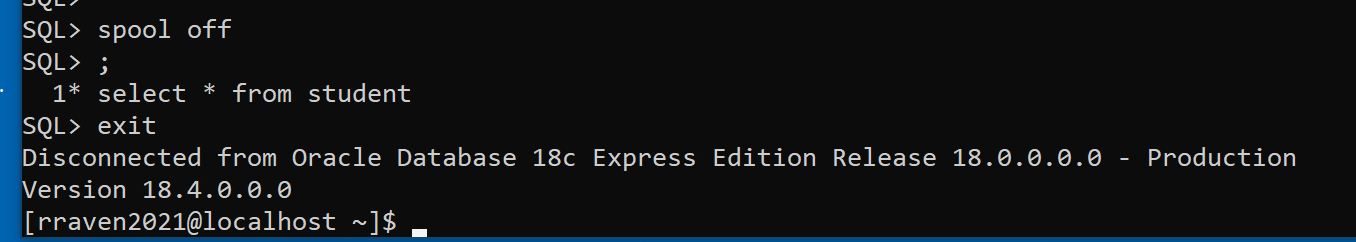 SQL>
SQL> spool off
SQL> ;
  1* select * from student
SQL> exit
Disconnected from Oracle Database 18c Express Edition Release 18.0.0.0.0 - Production
Version 18.4.0.0.0
[rraven2021@localhost ~]$